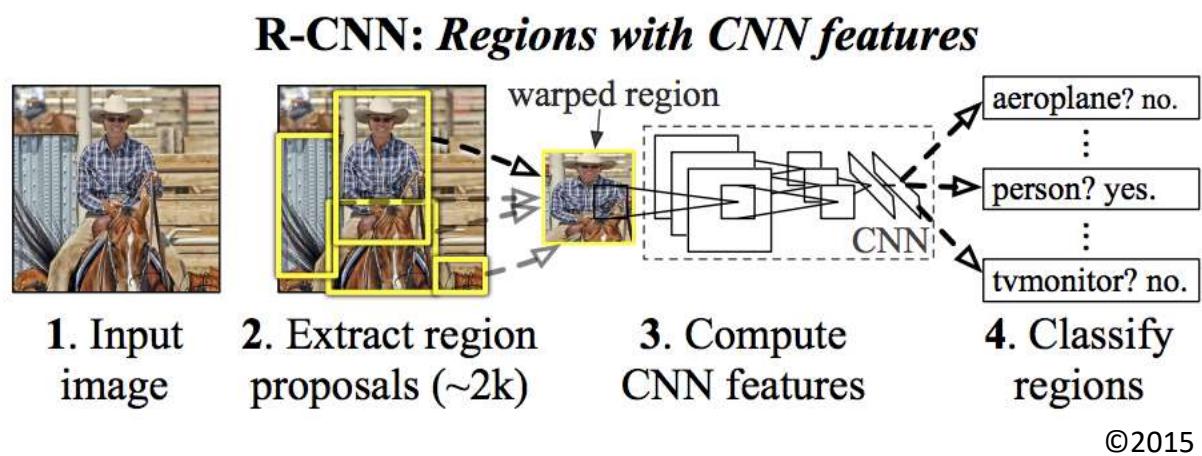 R-CNN: Regions with CNN features
warped region
aeroplane? no.
⋮
person? yes.
⋮
tvmonitor? no.
CNN
1. Input
image
2. Extract region
proposals (~2k)
3. Compute
CNN features
4. Classify
regions
©2015